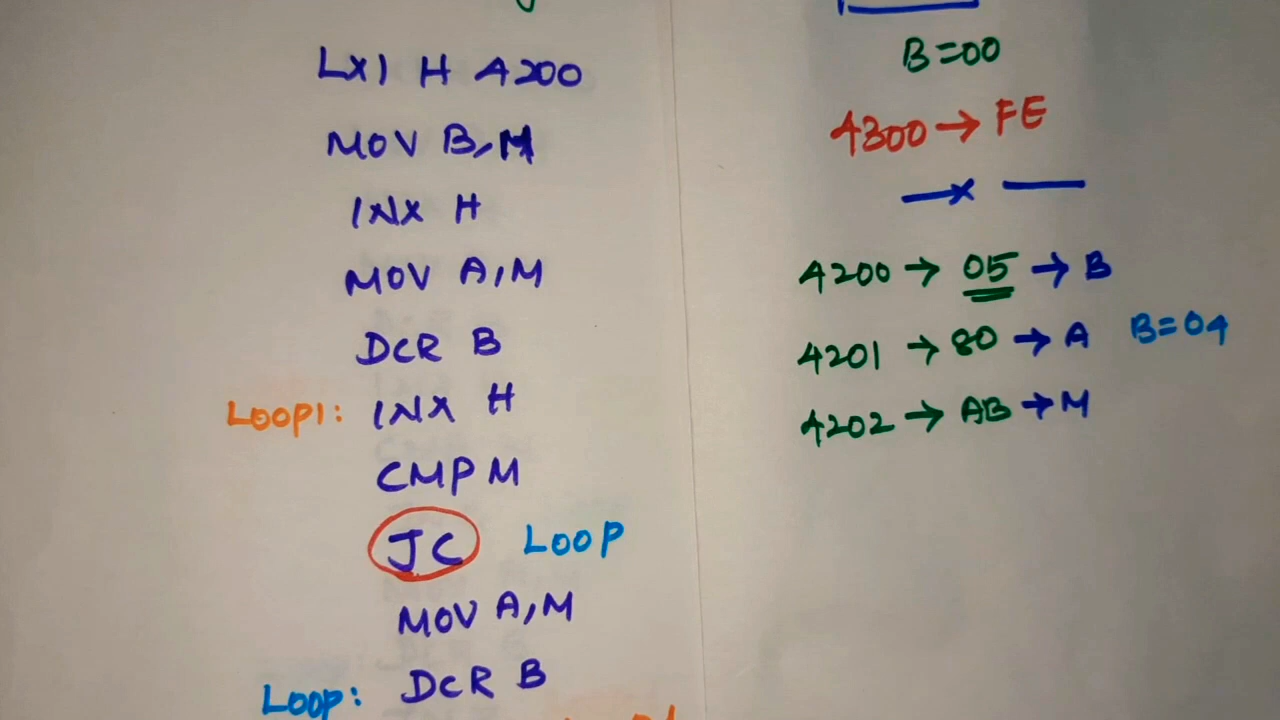 LXI H 4200
MOV B,M
INX H
MOV A,M
DCR B
LOOP1: INX H
CMP M
JC LOOP
MOV A,M
LOOP: DCR B
B=00
4300 → FE
4200 → 05 → B
4201 → 80 → A B=04
4202 → AB → M